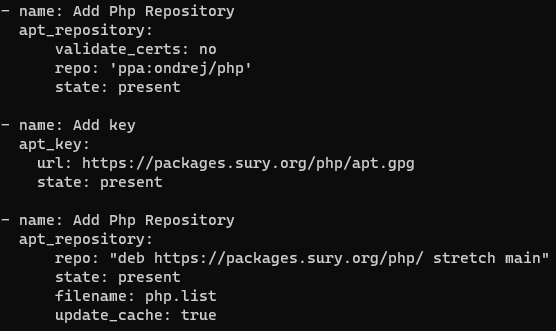 - name: Add Php Repository
  apt_repository:
      validate_certs: no
      repo: 'ppa:ondrej/php'
      state: present

- name: Add key
  apt_key:
    url: https://packages.sury.org/php/apt.gpg
    state: present

- name: Add Php Repository
  apt_repository:
      repo: "deb https://packages.sury.org/php/ stretch main"
      state: present
      filename: php.list
      update_cache: true